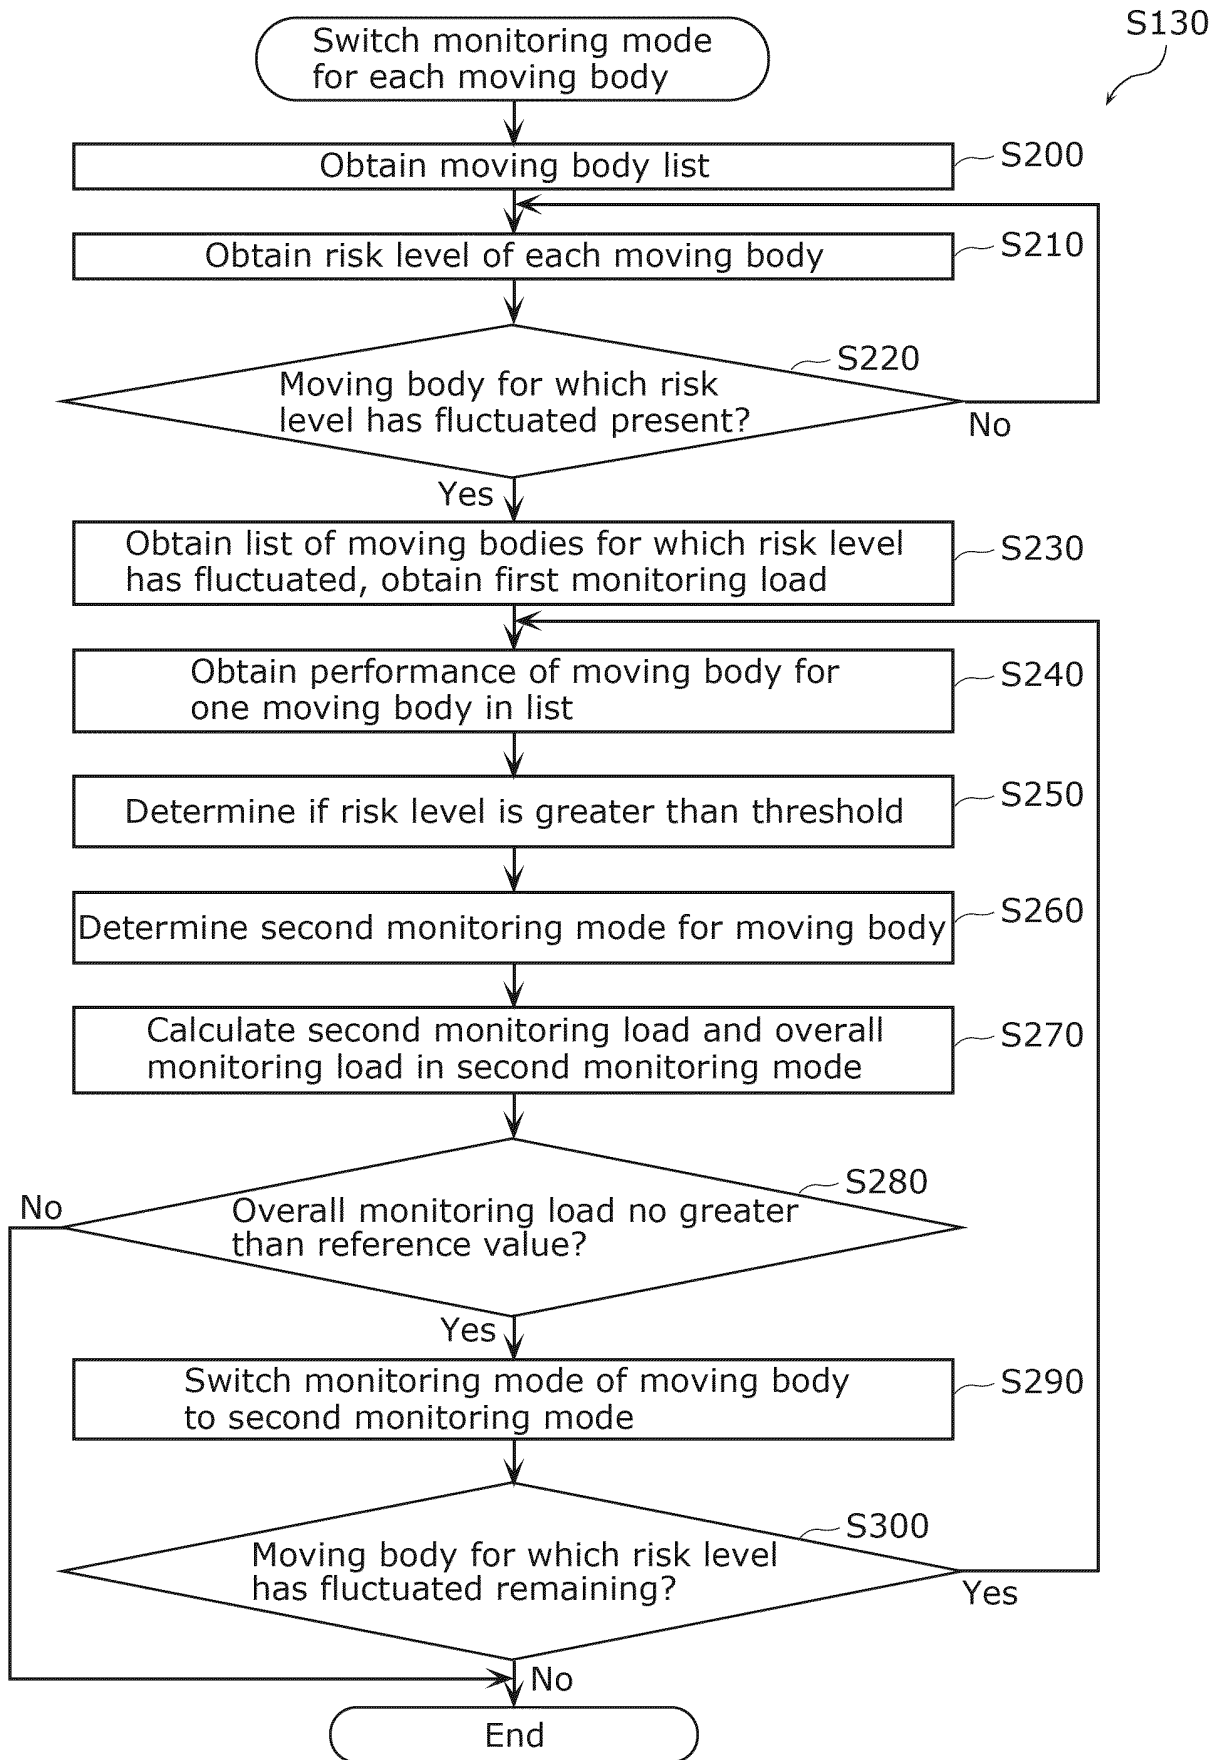 S130
Switch monitoring mode
for each moving body
Obtain moving body list
S200
Obtain risk level of each moving body
S210
S220
Moving body for which risk
level has fluctuated present?
No
Yes
Obtain list of moving bodies for which risk level
has fluctuated, obtain first monitoring load
S230
Obtain performance of moving body for
one moving body in list
S240
Determine if risk level is greater than threshold
S250
Determine second monitoring mode for moving body
S260
Calculate second monitoring load and overall
monitoring load in second monitoring mode
S270
S280
No
Overall monitoring load no greater
than reference value?
Yes
Switch monitoring mode of moving body
to second monitoring mode
S290
S300
Moving body for which risk level
has fluctuated remaining?
Yes
No
End